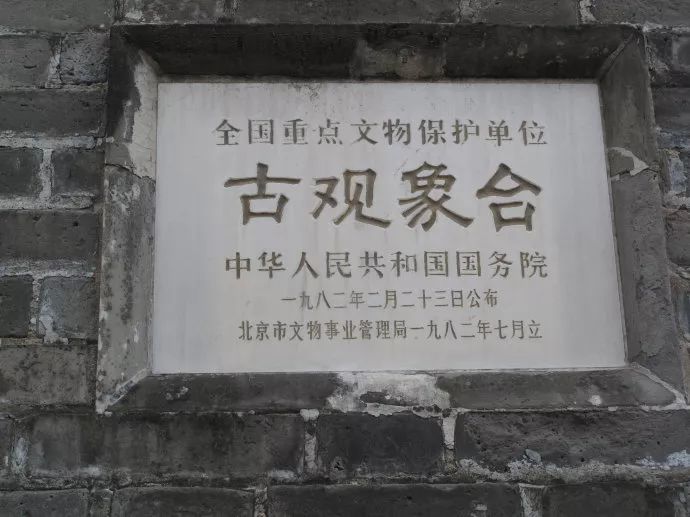 全国重点文物保护单位
古观象台
中华人民共和国国务院
一九八二年二月二十三日公布
北京市文物事业管理局一九八二年七月立